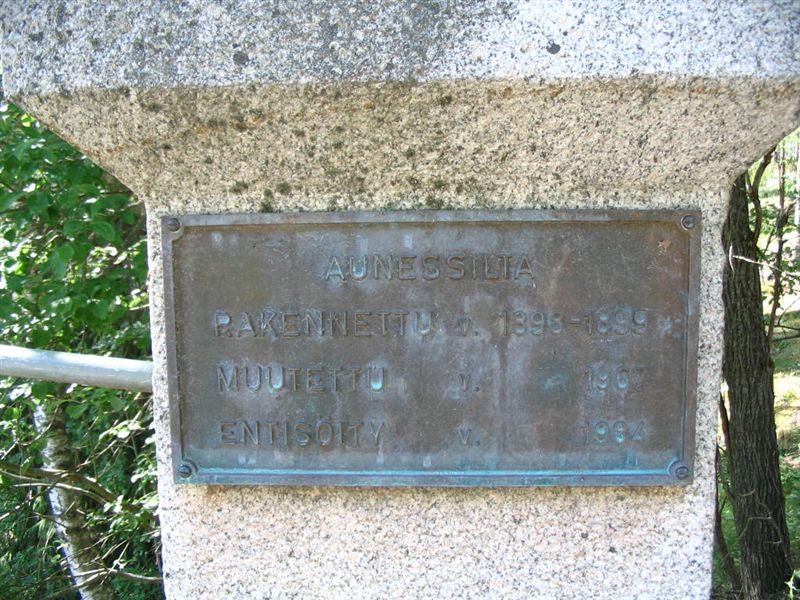 AUNESSILTA
RAKENNETTU v. 1898-1899
MUUTETTU v. 1967
ENTISÖITY v. 1994